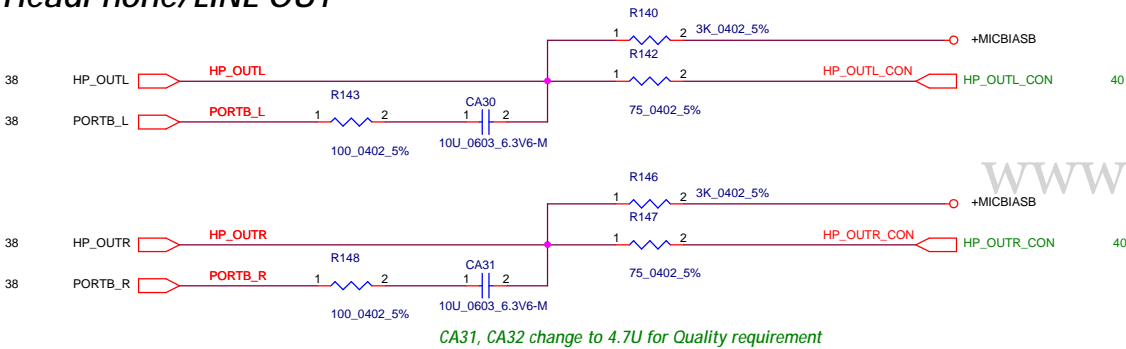 HeadPhone/LINE OUT
R140
1 2 3K_0402_5%
+MICBIASB
R142
38 HP_OUTL HP_OUTL 1 2 HP_OUTL_CON HP_OUTL_CON 40
75_0402_5%
R143 CA30
38 PORTB_L PORTB_L 1 2 1 2
100_0402_5% 10U_0603_6.3V6-M
www
R146
1 2 3K_0402_5%
+MICBIASB
R147
38 HP_OUTR HP_OUTR 1 2 HP_OUTR_CON HP_OUTR_CON 40
75_0402_5%
R148 CA31
38 PORTB_R PORTB_R 1 2 1 2
100_0402_5% 10U_0603_6.3V6-M
CA31, CA32 change to 4.7U for Quality requirement